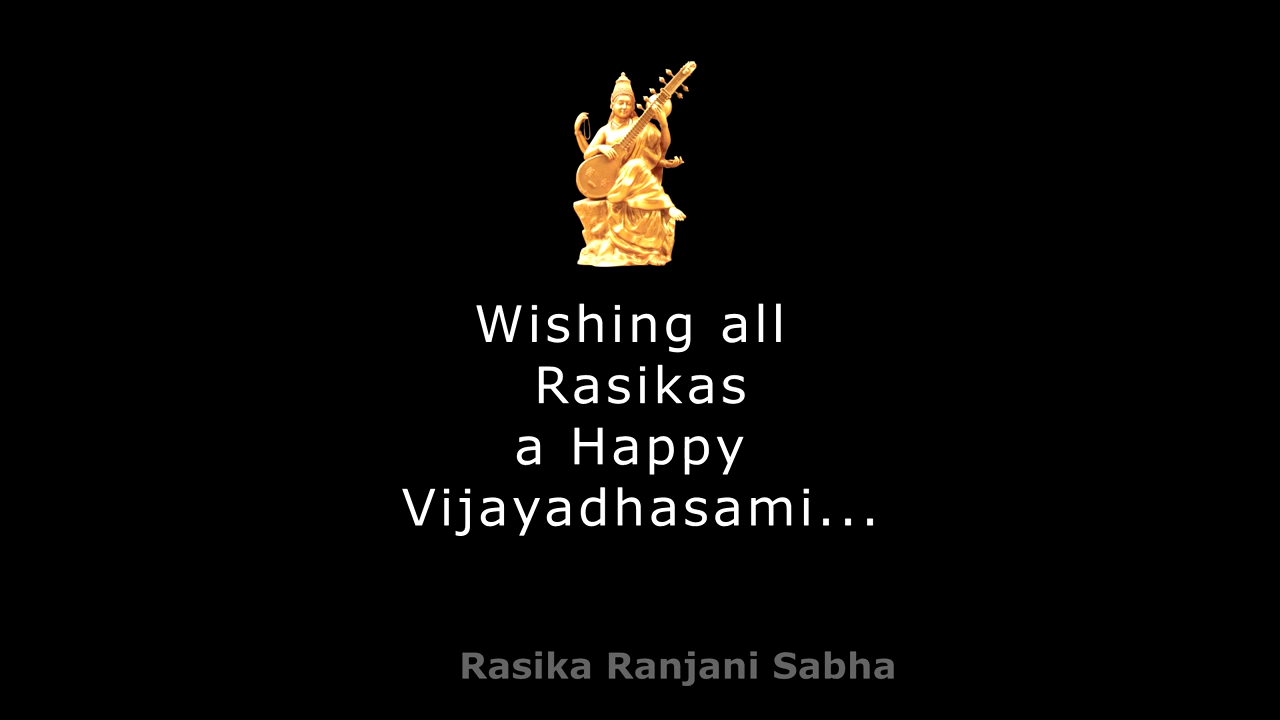 Wishing all
Rasikas
a Happy
Vijayadhasami...
Rasika Ranjani Sabha